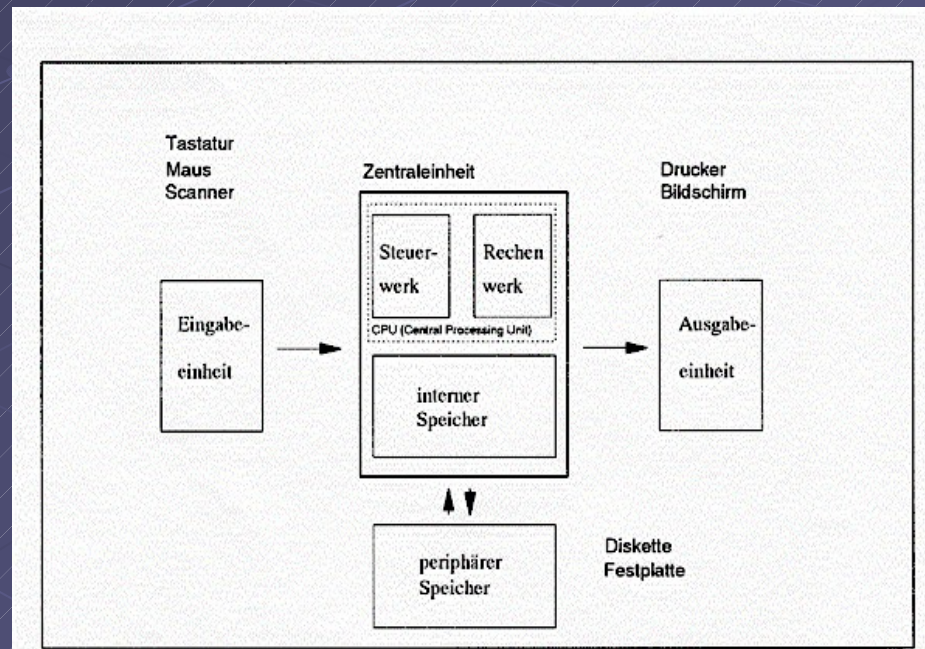 Tastatur
Maus
Scanner
Zentraleinheit
Drucker
Bildschirm
Steuer-
werk
Rechen
werk
CPU (Central Processing Unit)
Eingabe-
einheit
Ausgabe-
einheit
interner
Speicher
periphärer
Speicher
Diskette
Festplatte